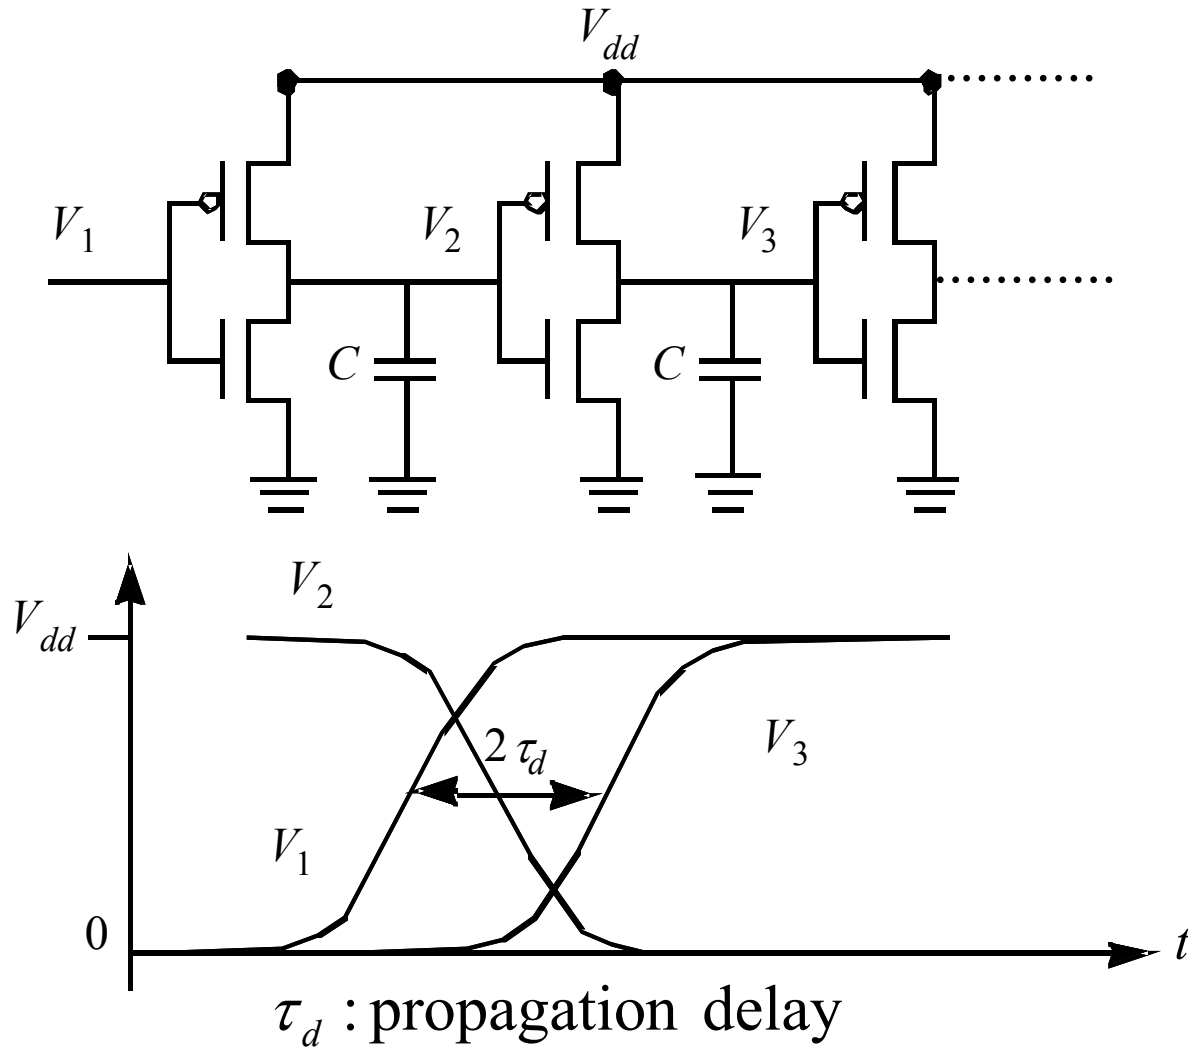 V_dd
V_1 V_2 V_3
C C
V_2
V_dd
2 τ_d
V_3
V_1
0
t
τ_d : propagation delay